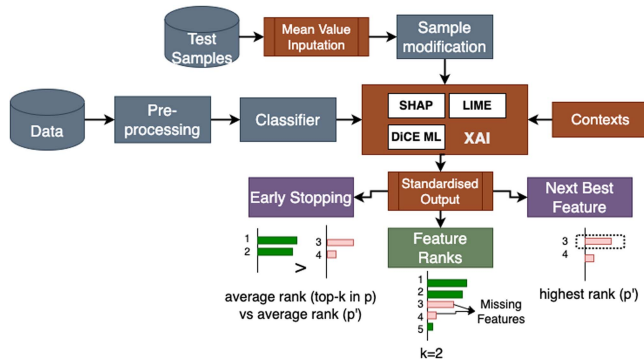 Test
Samples
Mean Value
Inputation
Sample
modification
Data
Pre-
processing
Classifier
SHAP
LIME
DiCE ML
XAI
Contexts
Early Stopping
Standardised
Output
Next Best
Feature
Feature
Ranks
1
2
>
3
4
average rank (top-k in p)
vs average rank (p')
1
2
3
4
5
Missing
Features
k=2
3
4
highest rank (p')